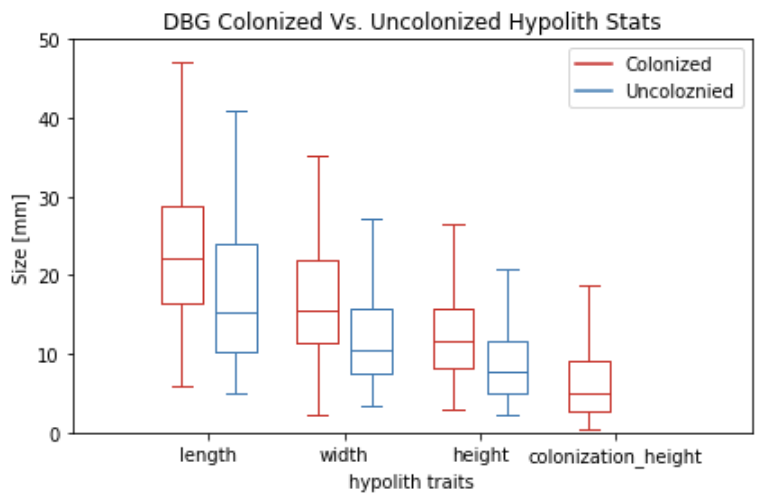 DBG Colonized Vs. Uncolonized Hypolith Stats
50
40
30
20
10
0
Size [mm]
Colonized
Uncoloznied
length width height colonization_height
hypolith traits